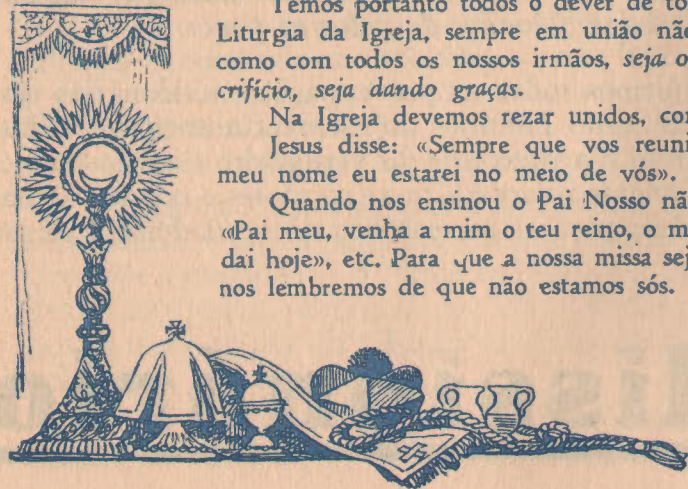 Temos portanto todos o dever de to
Liturgia da Igreja, sempre em união nã
como com todos os nossos irmãos, seja o
crifício, seja dando graças.
Na Igreja devemos rezar unidos, co
Jesus disse: «Sempre que vos reuni
meu nome eu estarei no meio de vós».
Quando nos ensinou o Pai Nosso nã
«Pai meu, venha a mim o teu reino, o m
dai hoje», etc. Para que a nossa missa sej
nos lembremos de que não estamos sós.